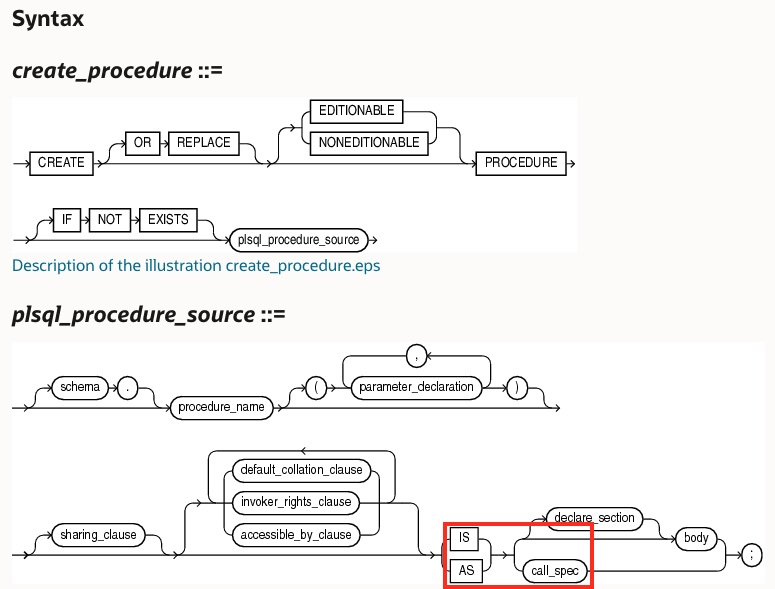 Syntax
create_procedure ::=
EDITIONABLE
OR REPLACE NONEDITIONABLE
CREATE PROCEDURE
IF NOT EXISTS
plsql_procedure_source
Description of the illustration create_procedure.eps
plsql_procedure_source ::=
,
schema . ( parameter_declaration )
procedure_name
default_collation_clause
invoker_rights_clause
declare_section
sharing_clause accessible_by_clause IS body
AS call_spec ;